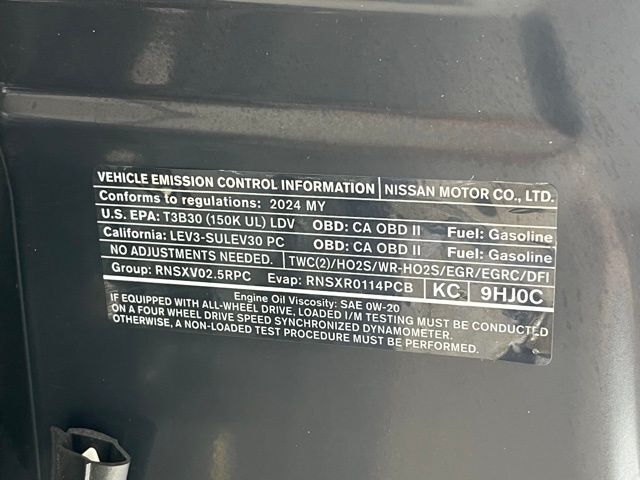 VEHICLE EMISSION CONTROL INFORMATION NISSAN MOTOR CO., LTD.
Conforms to regulations: 2024 MY
U.S. EPA: T3B30 (150K UL) LDV OBD: CA OBD II Fuel: Gasoline
California: LEV3-SULEV30 PC OBD: CA OBD II Fuel: Gasoline
NO ADJUSTMENTS NEEDED. TWC(2)/HO2S/WR-HO2S/EGR/EGRC/DFI
Group: RNSXV02.5RPC Evap: RNSXR0114PCB KC 9HJ0C
Engine Oil Viscosity: SAE 0W-20
IF EQUIPPED WITH ALL-WHEEL DRIVE, LOADED I/M TESTING MUST BE CONDUCTED
ON A FOUR WHEEL DRIVE SPEED SYNCHRONIZED DYNAMOMETER.
OTHERWISE, A NON-LOADED TEST PROCEDURE MUST BE PERFORMED.